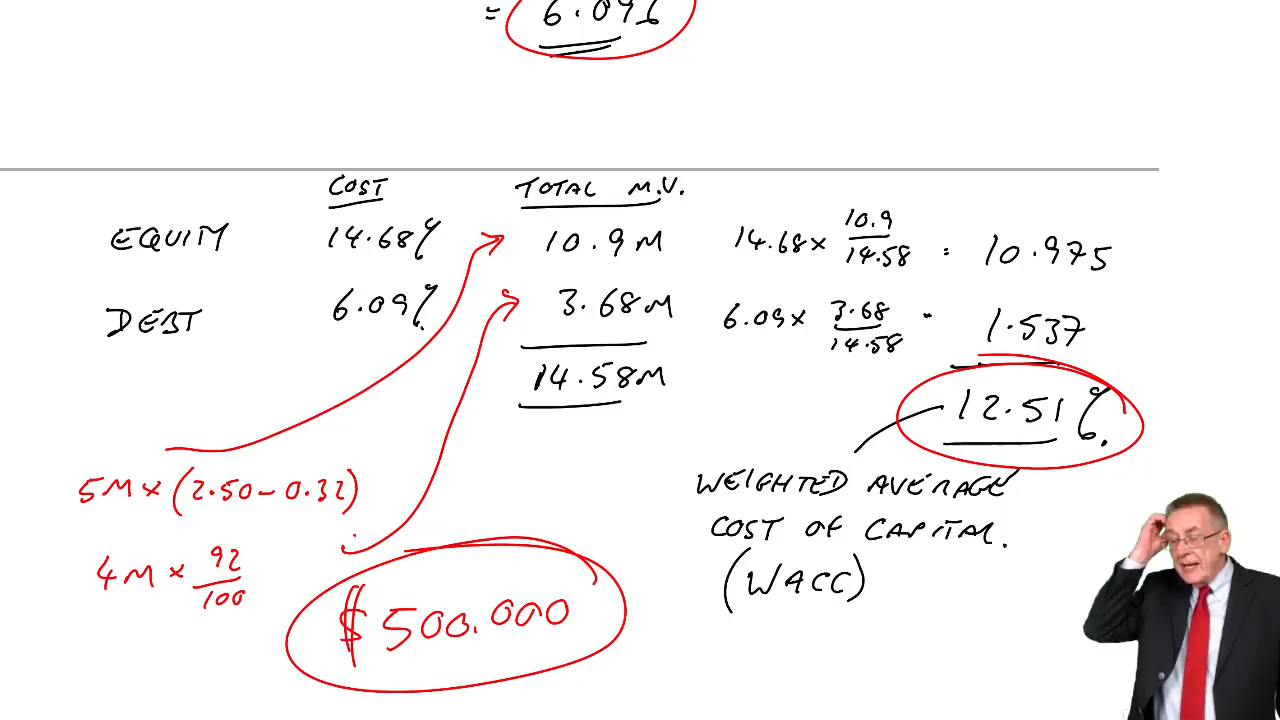 = 6.09%
COST TOTAL M.V.
EQUITY 14.68% 10.9M 14.68 × 10.9/14.58 = 10.975
DEBT 6.09% 3.68M 6.09 × 3.68/14.58 = 1.537
14.58M 12.51%
5M × (2.50 - 0.32)
WEIGHTED AVERAGE
COST OF CAPITAL.
4M × 92/100
(WACC)
$500.000